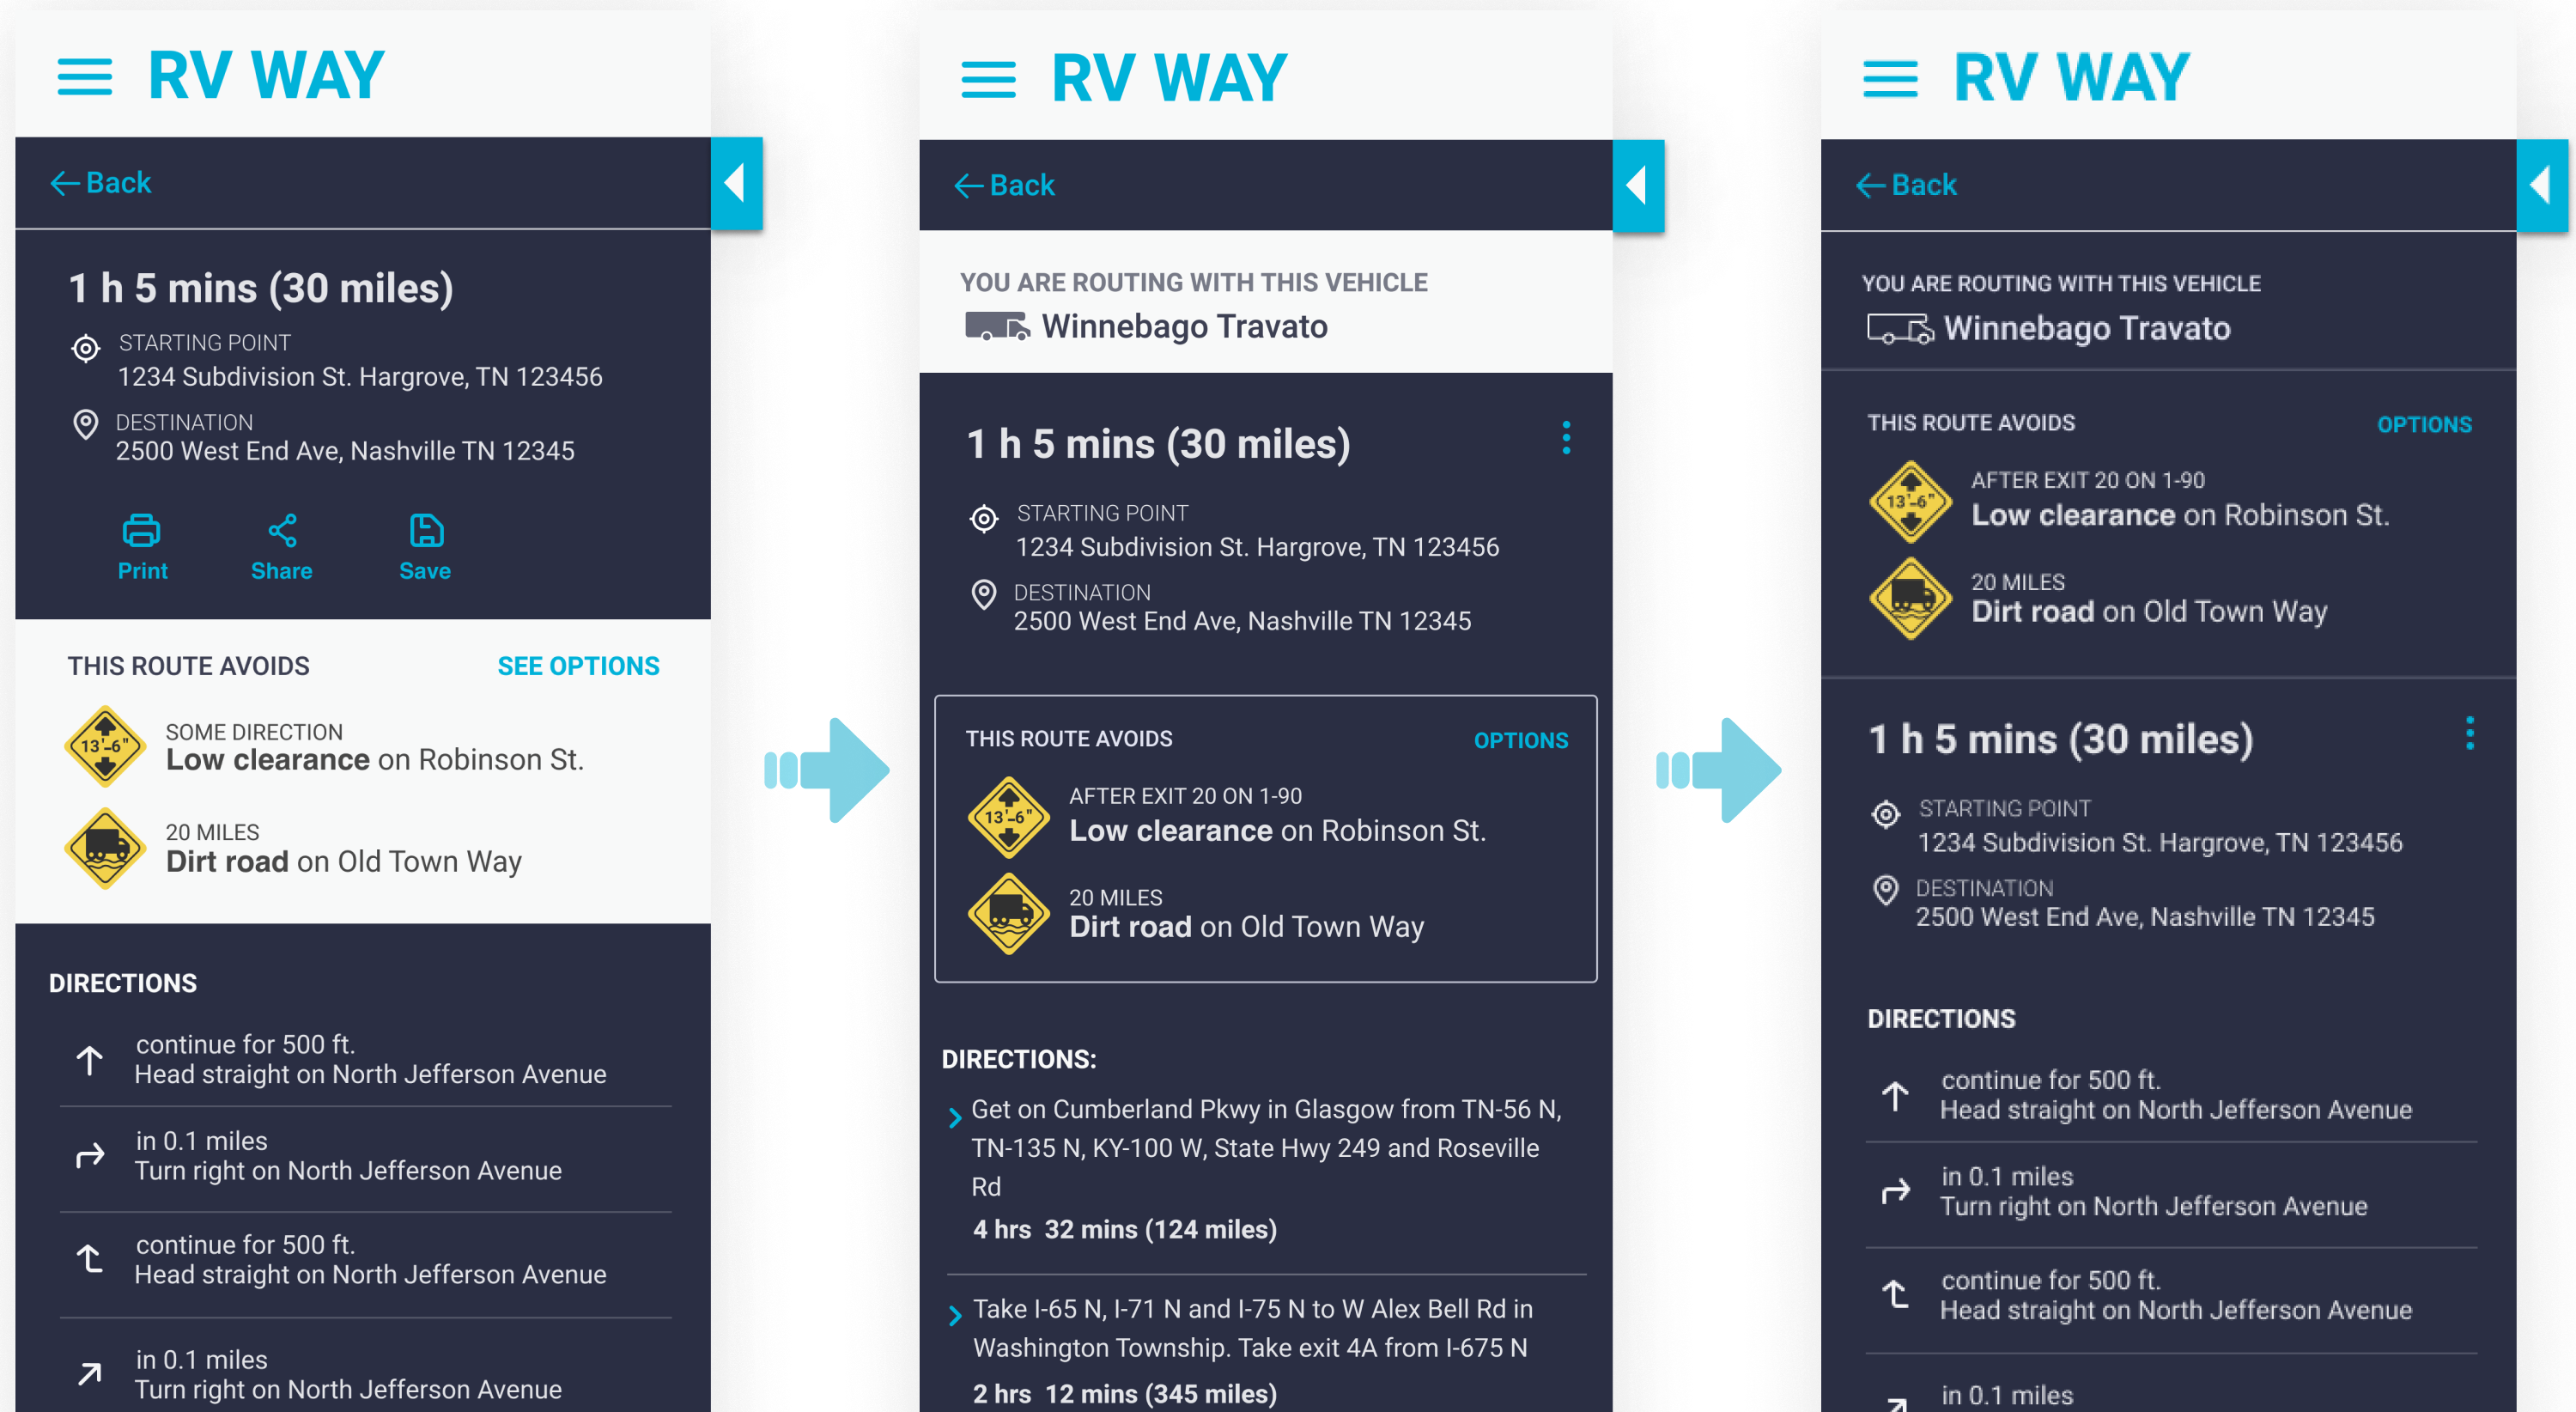 RV WAY
Back
1 h 5 mins (30 miles)
STARTING POINT
1234 Subdivision St. Hargrove, TN 123456
DESTINATION
2500 West End Ave, Nashville TN 12345
Print Share Save
THIS ROUTE AVOIDS SEE OPTIONS
13'-6"
SOME DIRECTION
Low clearance on Robinson St.
20 MILES
Dirt road on Old Town Way
DIRECTIONS
continue for 500 ft.
Head straight on North Jefferson Avenue
in 0.1 miles
Turn right on North Jefferson Avenue
continue for 500 ft.
Head straight on North Jefferson Avenue
in 0.1 miles
Turn right on North Jefferson Avenue
RV WAY
Back
YOU ARE ROUTING WITH THIS VEHICLE
Winnebago Travato
1 h 5 mins (30 miles)
STARTING POINT
1234 Subdivision St. Hargrove, TN 123456
DESTINATION
2500 West End Ave, Nashville TN 12345
THIS ROUTE AVOIDS OPTIONS
13'-6"
AFTER EXIT 20 ON 1-90
Low clearance on Robinson St.
20 MILES
Dirt road on Old Town Way
DIRECTIONS:
Get on Cumberland Pkwy in Glasgow from TN-56 N,
TN-135 N, KY-100 W, State Hwy 249 and Roseville
Rd
4 hrs 32 mins (124 miles)
Take I-65 N, I-71 N and I-75 N to W Alex Bell Rd in
Washington Township. Take exit 4A from I-675 N
2 hrs 12 mins (345 miles)
RV WAY
Back
YOU ARE ROUTING WITH THIS VEHICLE
Winnebago Travato
THIS ROUTE AVOIDS OPTIONS
13'-6"
AFTER EXIT 20 ON 1-90
Low clearance on Robinson St.
20 MILES
Dirt road on Old Town Way
1 h 5 mins (30 miles)
STARTING POINT
1234 Subdivision St. Hargrove, TN 123456
DESTINATION
2500 West End Ave, Nashville TN 12345
DIRECTIONS
continue for 500 ft.
Head straight on North Jefferson Avenue
in 0.1 miles
Turn right on North Jefferson Avenue
continue for 500 ft.
Head straight on North Jefferson Avenue
in 0.1 miles